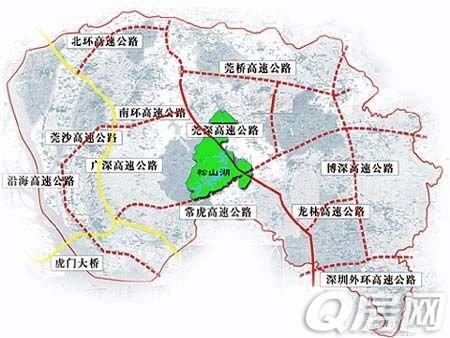 北环高速公路
莞桥高速公路
南环高速公路
莞深高速公路
莞沙高速公路
广深高速公路
松山湖
博深高速公路
沿海高速公路
常虎高速公路
龙林高速公路
虎门大桥
深圳外环高速公路
Q房网